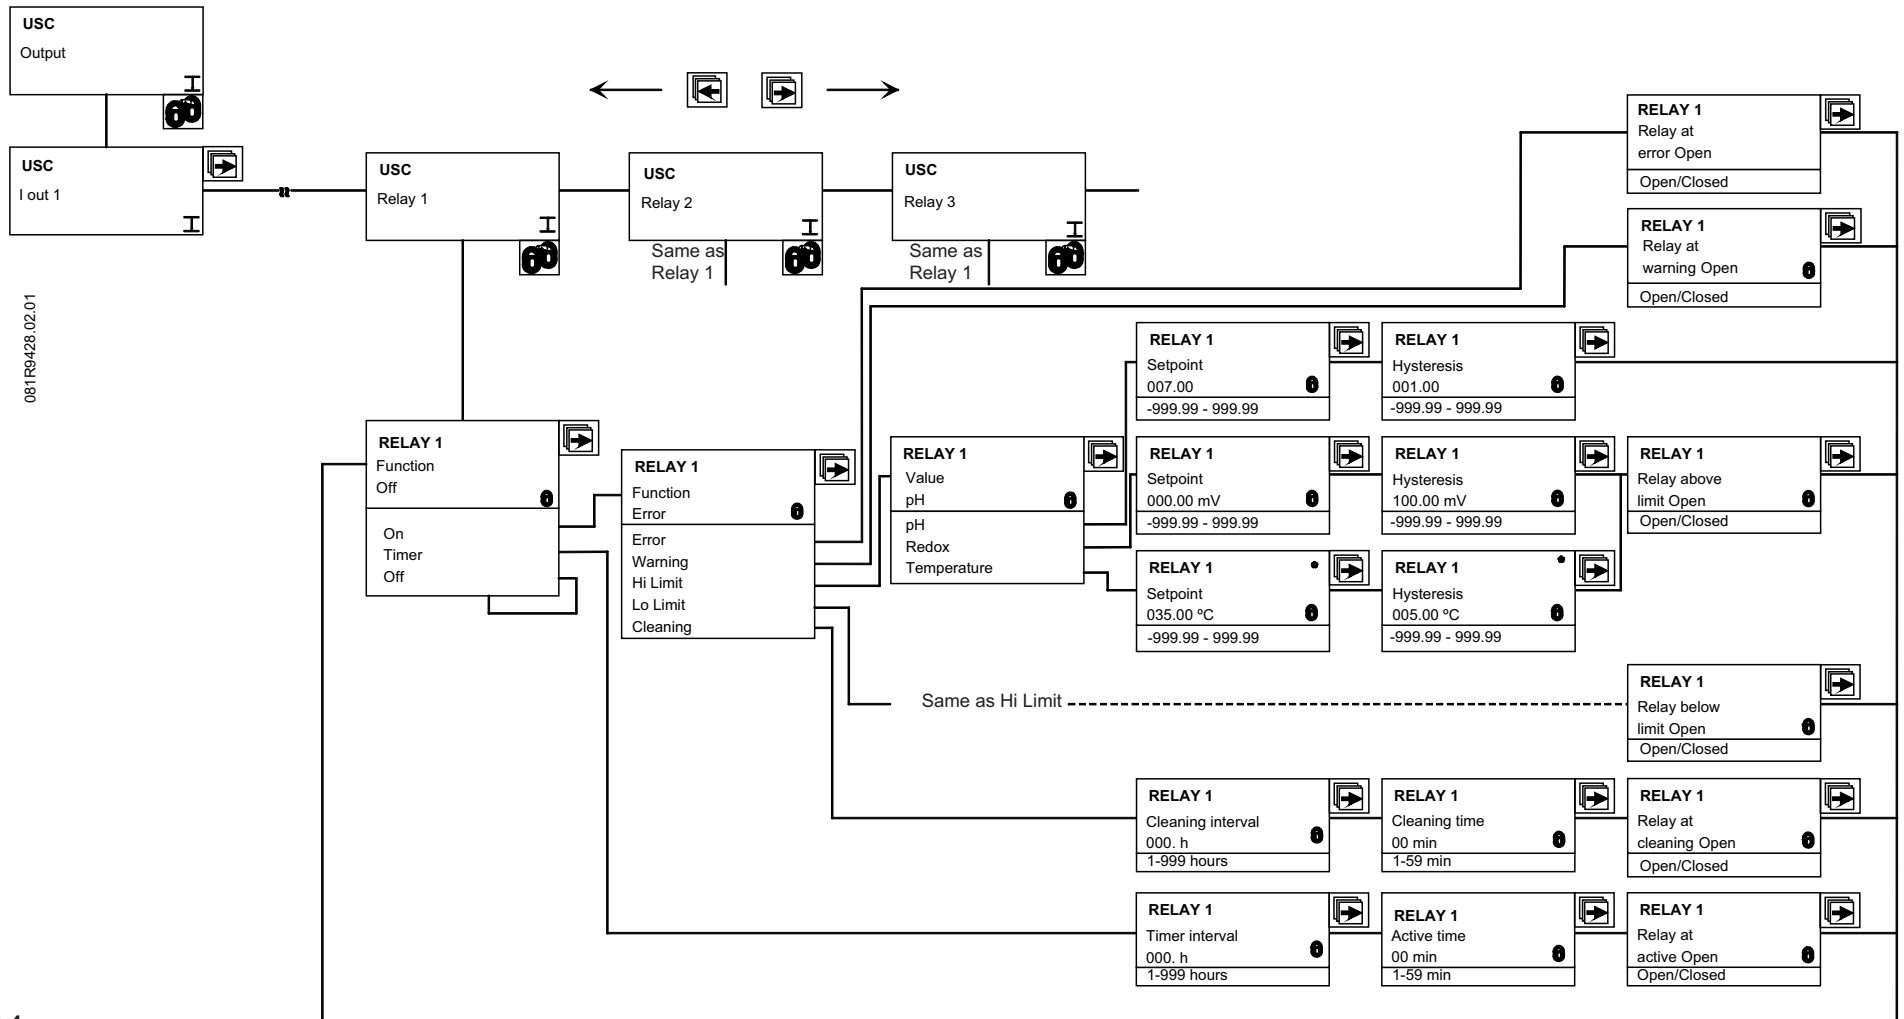 USC
Output
USC
I out 1
USC
Relay 1
USC
Relay 2
Same as
Relay 1
USC
Relay 3
Same as
Relay 1
081R9428.02.01
RELAY 1
Function
Off
On
Timer
Off
RELAY 1
Function
Error
Error
Warning
Hi Limit
Lo Limit
Cleaning
RELAY 1
Value
pH
pH
Redox
Temperature
RELAY 1
Relay at
error Open
Open/Closed
RELAY 1
Relay at
warning Open
Open/Closed
RELAY 1
Setpoint
007.00
-999.99 - 999.99
RELAY 1
Hysteresis
001.00
-999.99 - 999.99
RELAY 1
Setpoint
000.00 mV
-999.99 - 999.99
RELAY 1
Hysteresis
100.00 mV
-999.99 - 999.99
RELAY 1
Relay above
limit Open
Open/Closed
RELAY 1
Setpoint
035.00 ºC
-999.99 - 999.99
RELAY 1
Hysteresis
005.00 ºC
-999.99 - 999.99
Same as Hi Limit
RELAY 1
Relay below
limit Open
Open/Closed
RELAY 1
Cleaning interval
000. h
1-999 hours
RELAY 1
Cleaning time
00 min
1-59 min
RELAY 1
Relay at
cleaning Open
Open/Closed
RELAY 1
Timer interval
000. h
1-999 hours
RELAY 1
Active time
00 min
1-59 min
RELAY 1
Relay at
active Open
Open/Closed